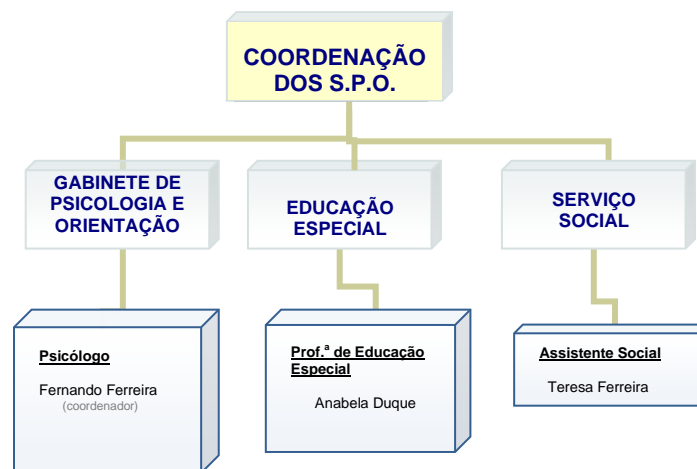 COORDENAÇÃO
DOS S.P.O.
GABINETE DE
PSICOLOGIA E
ORIENTAÇÃO
EDUCAÇÃO
ESPECIAL
SERVIÇO
SOCIAL
Psicólogo
Fernando Ferreira
(coordenador)
Prof.ª de Educação
Especial
Anabela Duque
Assistente Social
Teresa Ferreira